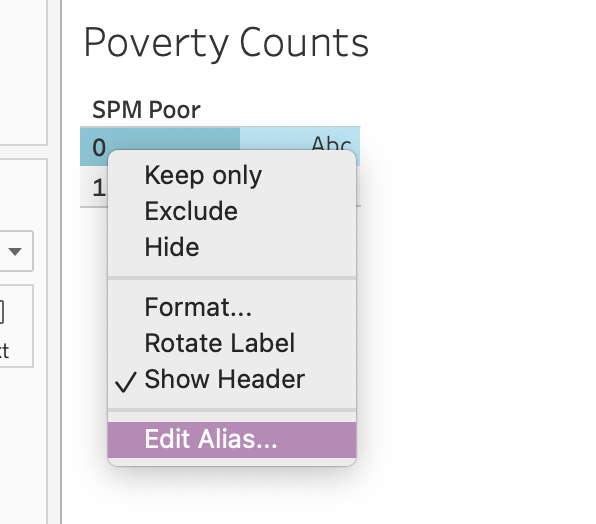 Poverty Counts
SPM Poor
0
Abc
1
Keep only
Exclude
Hide
Format...
Rotate Label
Show Header
Edit Alias...